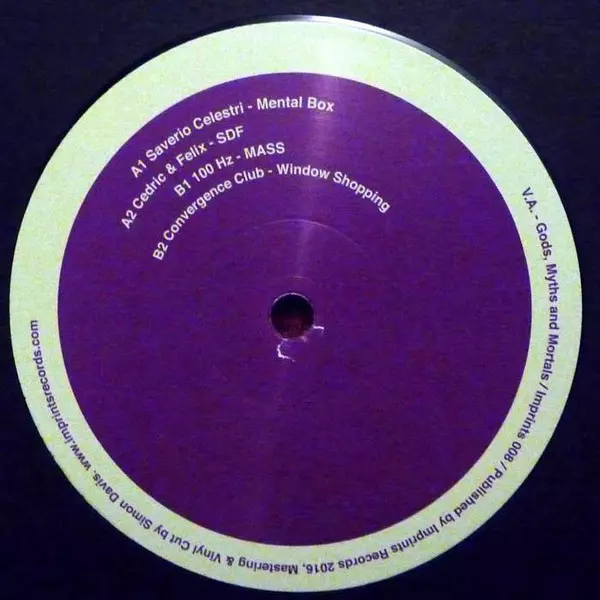 A1 Saverio Celestri - Mental Box
A2 Cedric & Felix - SDF
B1 100 Hz - MASS
B2 Convergence Club - Window Shopping
V.A. - Gods, Myths and Mortals / Imprints 008 / Published by Imprints Records 2016, Mastering & Vinyl Cut by Simon Davis. www.imprintsrecords.com